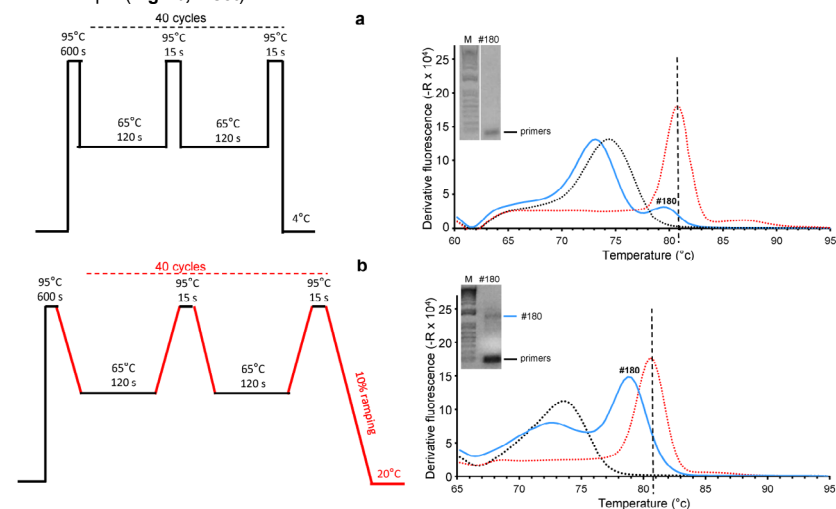 40 cycles
95°C
600 s
95°C
15 s
95°C
15 s
65°C
120 s
65°C
120 s
4°C
a
M #180
primers
#180
Derivative fluorescence (-R x 10⁴)
25
20
15
10
5
0
60 65 70 75 80 85 90 95
Temperature (°c)
40 cycles
95°C
600 s
95°C
15 s
95°C
15 s
65°C
120 s
65°C
120 s
10% ramping
20°C
b
M #180
#180
primers
#180
Derivative fluorescence (-R x 10⁴)
25
20
15
10
5
0
65 70 75 80 85 90 95
Temperature (°c)